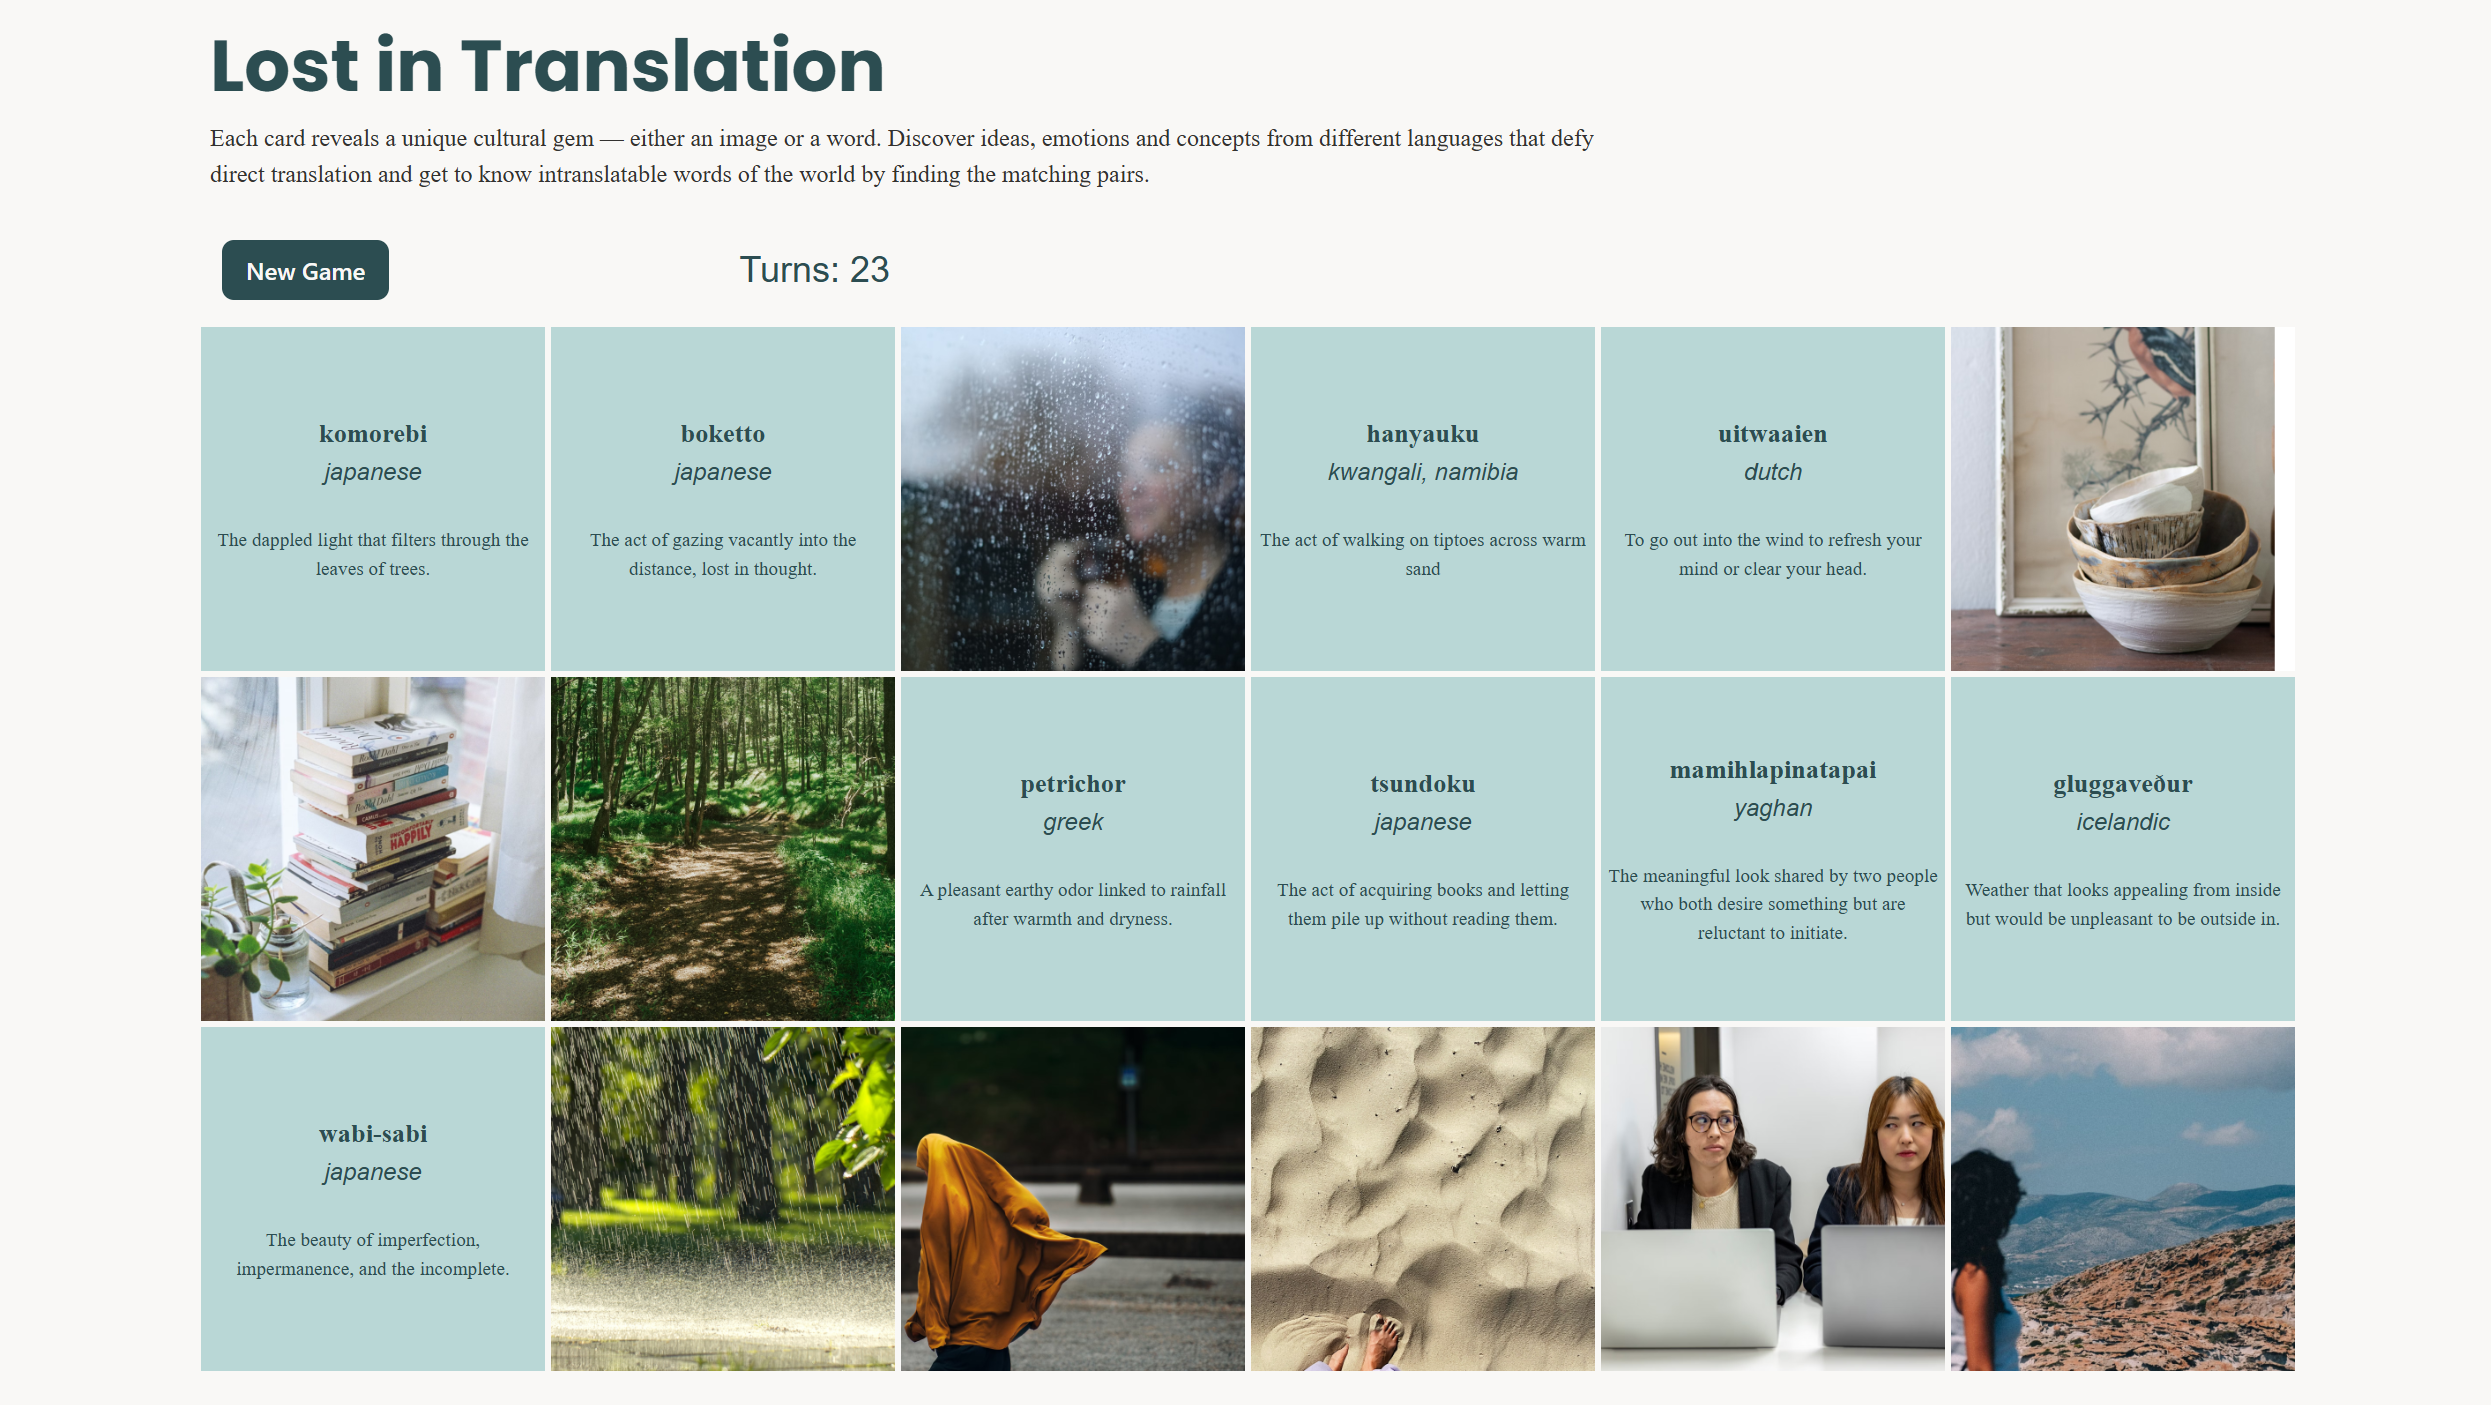 Lost in Translation
Each card reveals a unique cultural gem — either an image or a word. Discover ideas, emotions and concepts from different languages that defy
direct translation and get to know intranslatable words of the world by finding the matching pairs.
New Game
Turns: 23
komorebi
japanese
The dappled light that filters through the
leaves of trees.
boketto
japanese
The act of gazing vacantly into the
distance, lost in thought.
hanyauku
kwangali, namibia
The act of walking on tiptoes across warm
sand
uitwaaien
dutch
To go out into the wind to refresh your
mind or clear your head.
Roald Dahl
Roald Dahl
CAMUS
HAPPILY
petrichor
greek
A pleasant earthy odor linked to rainfall
after warmth and dryness.
tsundoku
japanese
The act of acquiring books and letting
them pile up without reading them.
mamihlapinatapai
yaghan
The meaningful look shared by two people
who both desire something but are
reluctant to initiate.
gluggaveður
icelandic
Weather that looks appealing from inside
but would be unpleasant to be outside in.
wabi-sabi
japanese
The beauty of imperfection,
impermanence, and the incomplete.